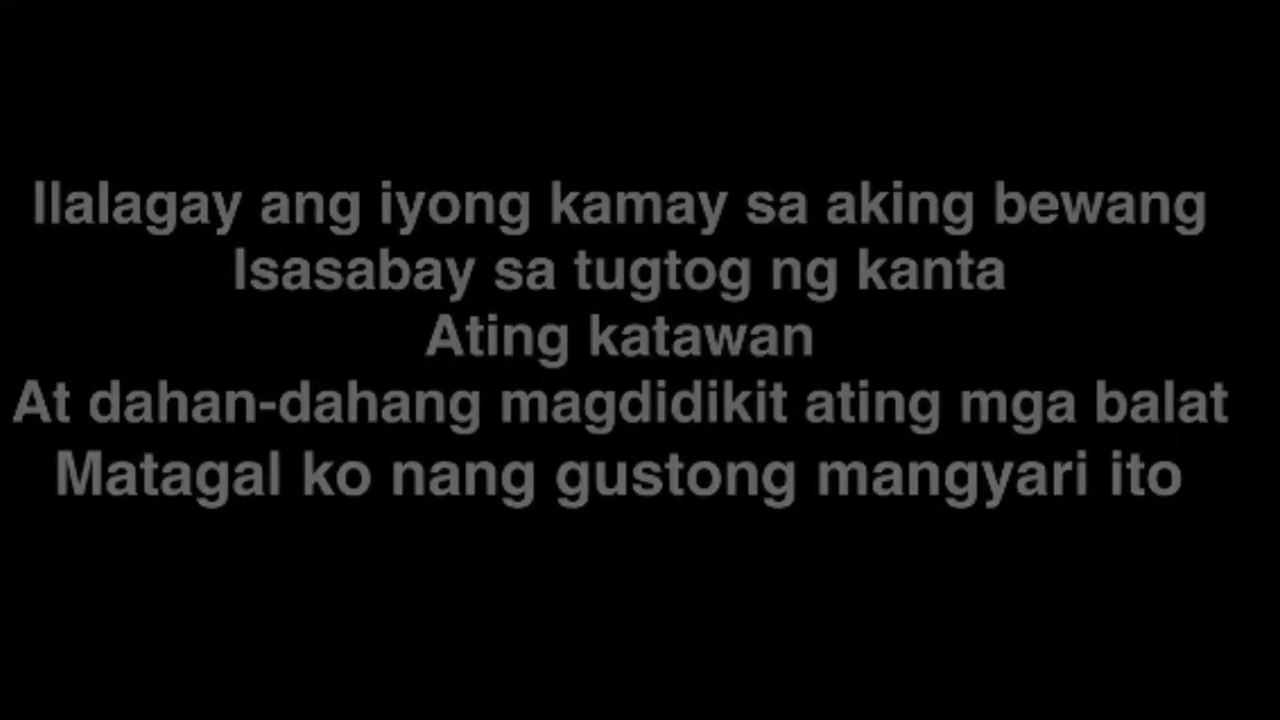 Ilalagay ang iyong kamay sa aking bewang
Isasabay sa tugtog ng kanta
Ating katawan
At dahan-dahang magdidikit ating mga balat
Matagal ko nang gustong mangyari ito